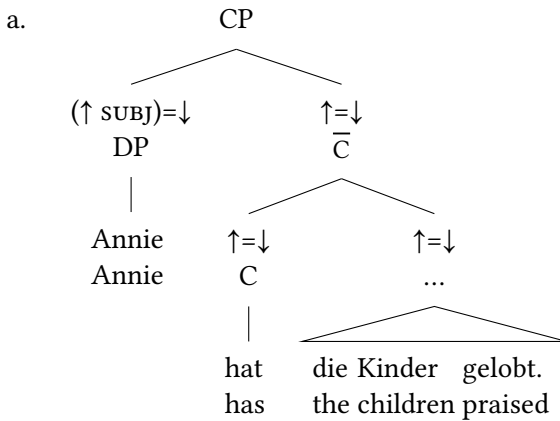 a. CP
(↑ SUBJ)=↓ ↑=↓
DP C̅
Annie ↑=↓ ↑=↓
Annie C ...
hat die Kinder gelobt.
has the children praised